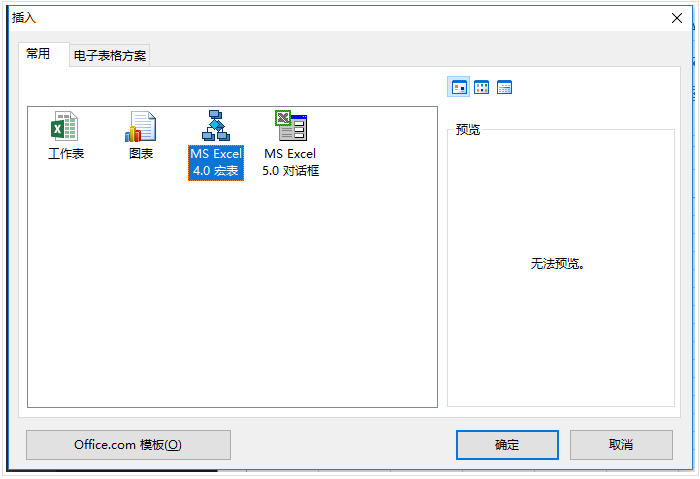 插入
常用
电子表格方案
工作表
图表
MS Excel
4.0 宏表
MS Excel
5.0 对话框
预览
无法预览。
Office.com 模板(O)
确定
取消